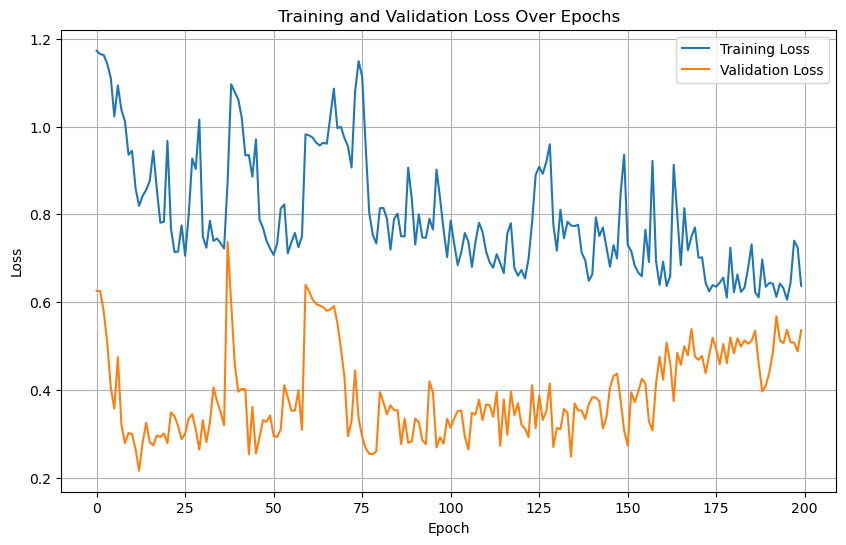 Training and Validation Loss Over Epochs
Training Loss
Validation Loss
1.2
1.0
0.8
0.6
0.4
0.2
Loss
0 25 50 75 100 125 150 175 200
Epoch